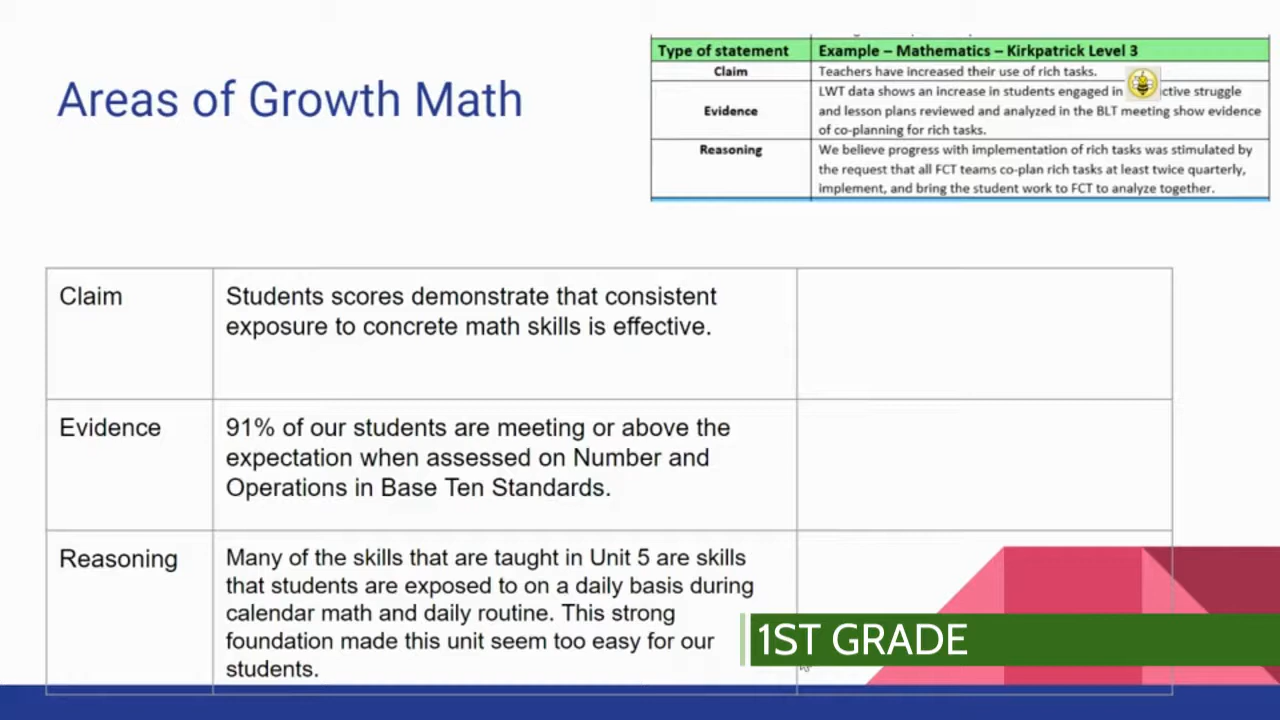 Areas of Growth Math
Type of statement Example – Mathematics – Kirkpatrick Level 3
Claim Teachers have increased their use of rich tasks.
Evidence LWT data shows an increase in students engaged in ctive struggle
and lesson plans reviewed and analyzed in the BLT meeting show evidence
of co-planning for rich tasks.
Reasoning We believe progress with implementation of rich tasks was stimulated by
the request that all FCT teams co-plan rich tasks at least twice quarterly,
implement, and bring the student work to FCT to analyze together.
Claim Students scores demonstrate that consistent
exposure to concrete math skills is effective.
Evidence 91% of our students are meeting or above the
expectation when assessed on Number and
Operations in Base Ten Standards.
Reasoning Many of the skills that are taught in Unit 5 are skills
that students are exposed to on a daily basis during
calendar math and daily routine. This strong
foundation made this unit seem too easy for our
students.
1ST GRADE